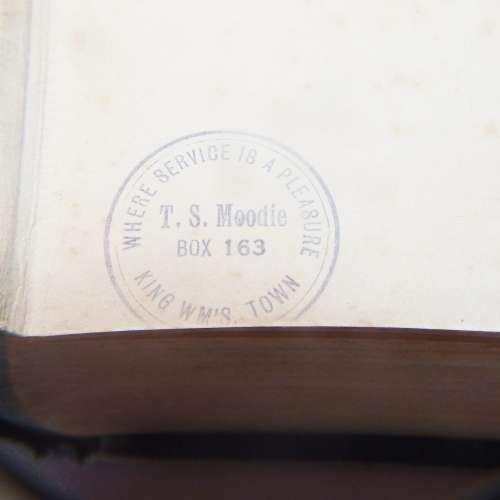 WHERE SERVICE IS A PLEASURE
T. S. Moodie
BOX 163
KING WM'S. TOWN